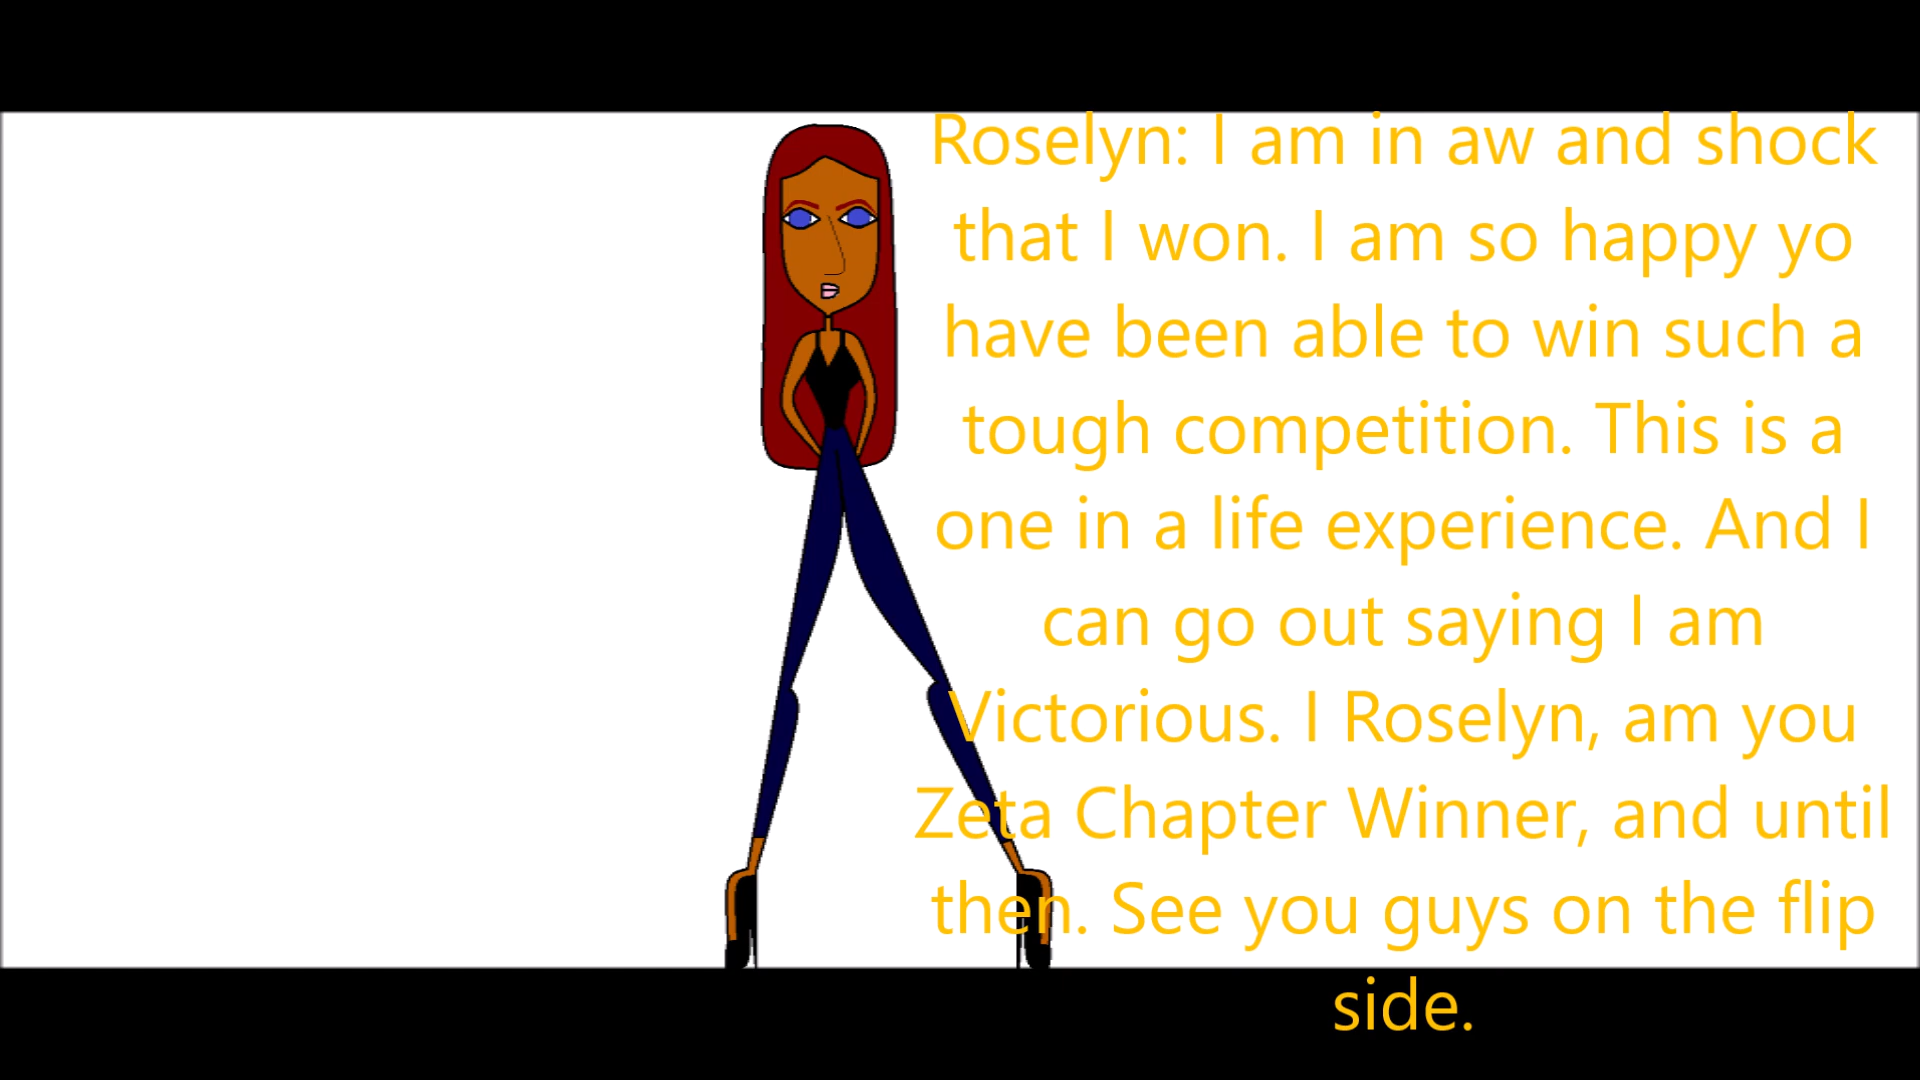 Roselyn: I am in aw and shock
that I won. I am so happy yo
have been able to win such a
tough competition. This is a
one in a life experience. And I
can go out saying I am
Victorious. I Roselyn, am you
Zeta Chapter Winner, and until
then. See you guys on the flip
side.